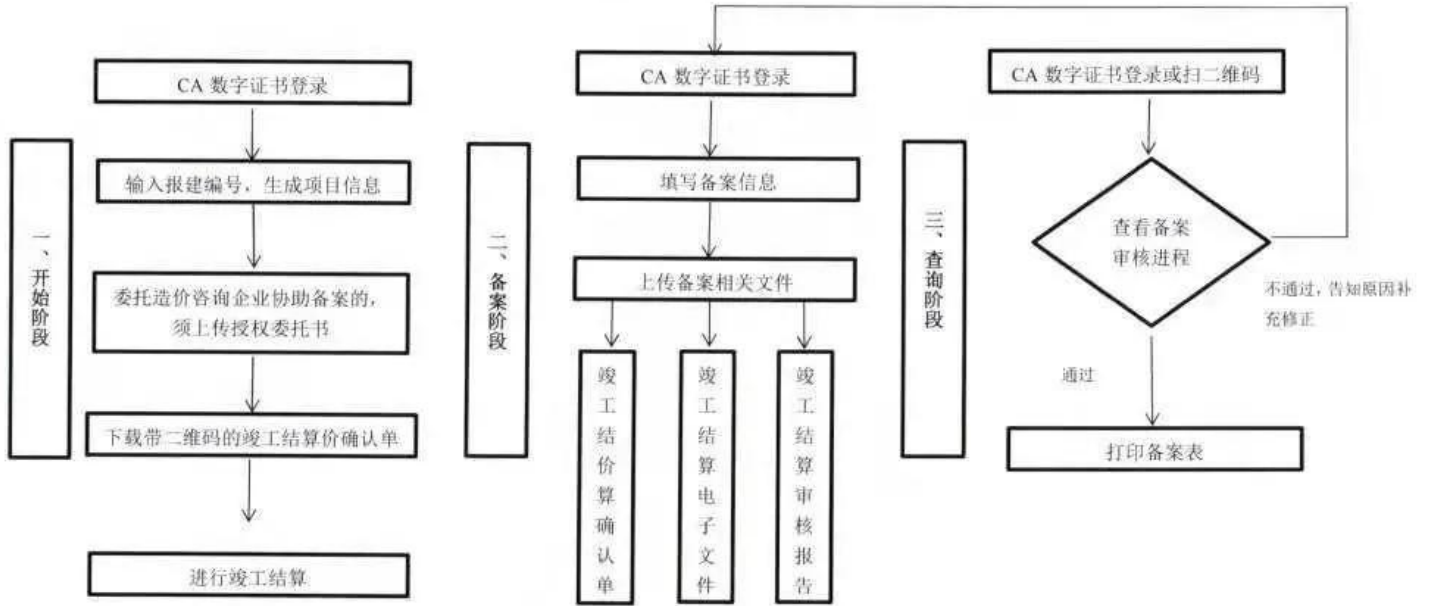 一、开始阶段
CA 数字证书登录
输入报建编号，生成项目信息
委托造价咨询企业协助备案的，
须上传授权委托书
下载带二维码的竣工结算价确认单
进行竣工结算
二、备案阶段
CA 数字证书登录
填写备案信息
上传备案相关文件
竣工结价算确认单
竣工结算电子文件
竣工结算审核报告
三、查询阶段
CA 数字证书登录或扫二维码
查看备案
审核进程
不通过，告知原因补
充修正
通过
打印备案表